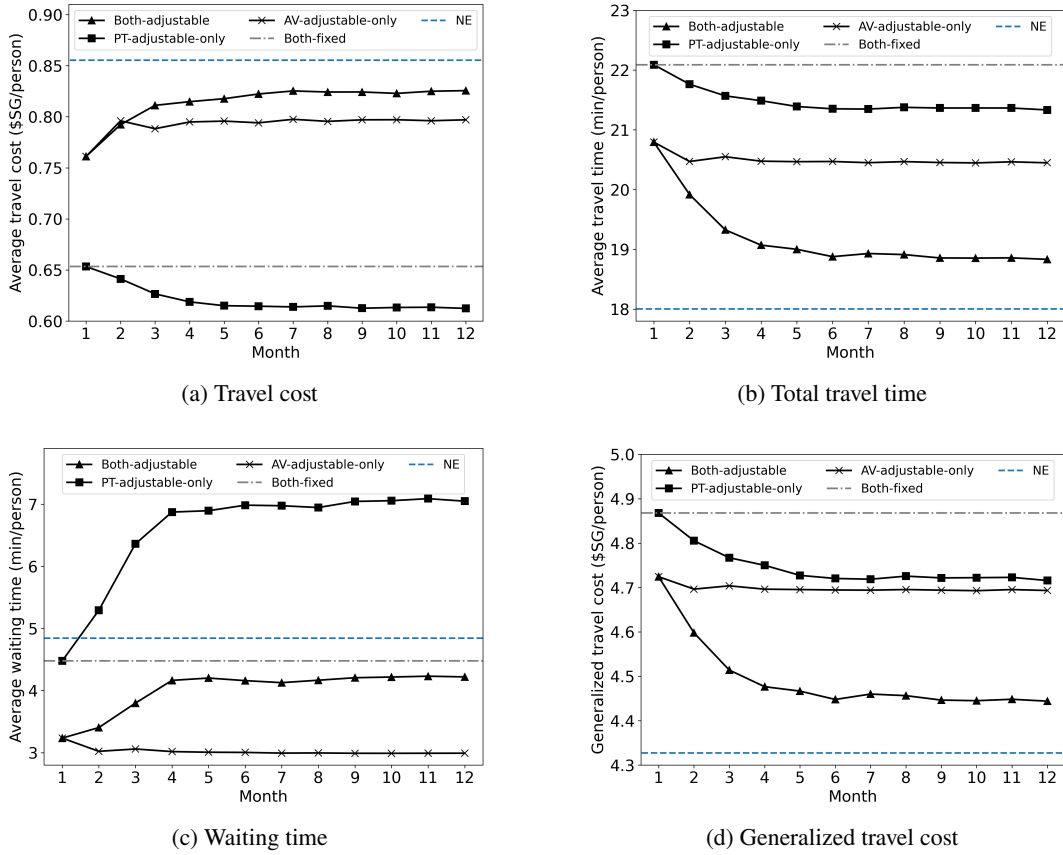 Both-adjustable AV-adjustable-only NE
PT-adjustable-only Both-fixed
Average travel cost ($SG/person)
0.90
0.85
0.80
0.75
0.70
0.65
0.60
1 2 3 4 5 6 7 8 9 10 11 12
Month
(a) Travel cost
Both-adjustable AV-adjustable-only NE
PT-adjustable-only Both-fixed
Average travel time (min/person)
23
22
21
20
19
18
1 2 3 4 5 6 7 8 9 10 11 12
Month
(b) Total travel time
Both-adjustable AV-adjustable-only NE
PT-adjustable-only Both-fixed
Average waiting time (min/person)
7
6
5
4
3
1 2 3 4 5 6 7 8 9 10 11 12
Month
(c) Waiting time
Both-adjustable AV-adjustable-only NE
PT-adjustable-only Both-fixed
Generalized travel cost ($SG/person)
5.0
4.9
4.8
4.7
4.6
4.5
4.4
4.3
1 2 3 4 5 6 7 8 9 10 11 12
Month
(d) Generalized travel cost